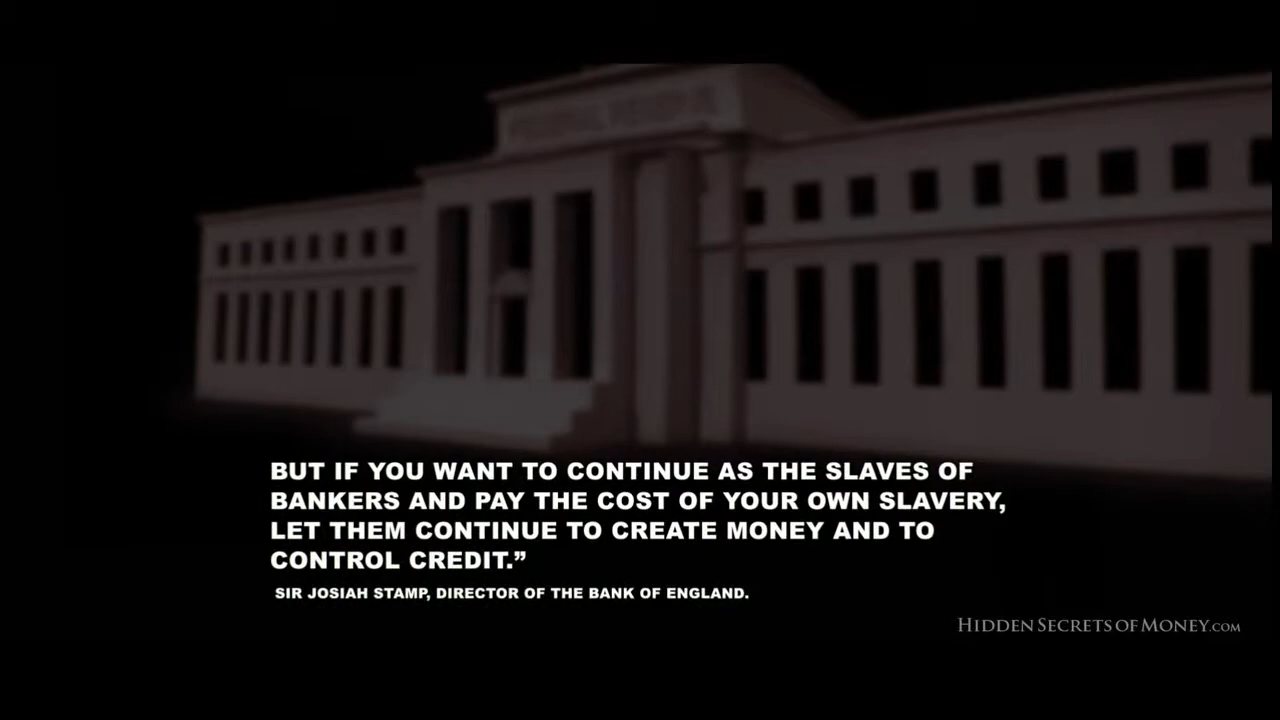 BUT IF YOU WANT TO CONTINUE AS THE SLAVES OF
BANKERS AND PAY THE COST OF YOUR OWN SLAVERY,
LET THEM CONTINUE TO CREATE MONEY AND TO
CONTROL CREDIT.”
SIR JOSIAH STAMP, DIRECTOR OF THE BANK OF ENGLAND.
HIDDEN SECRETS OF MONEY.COM